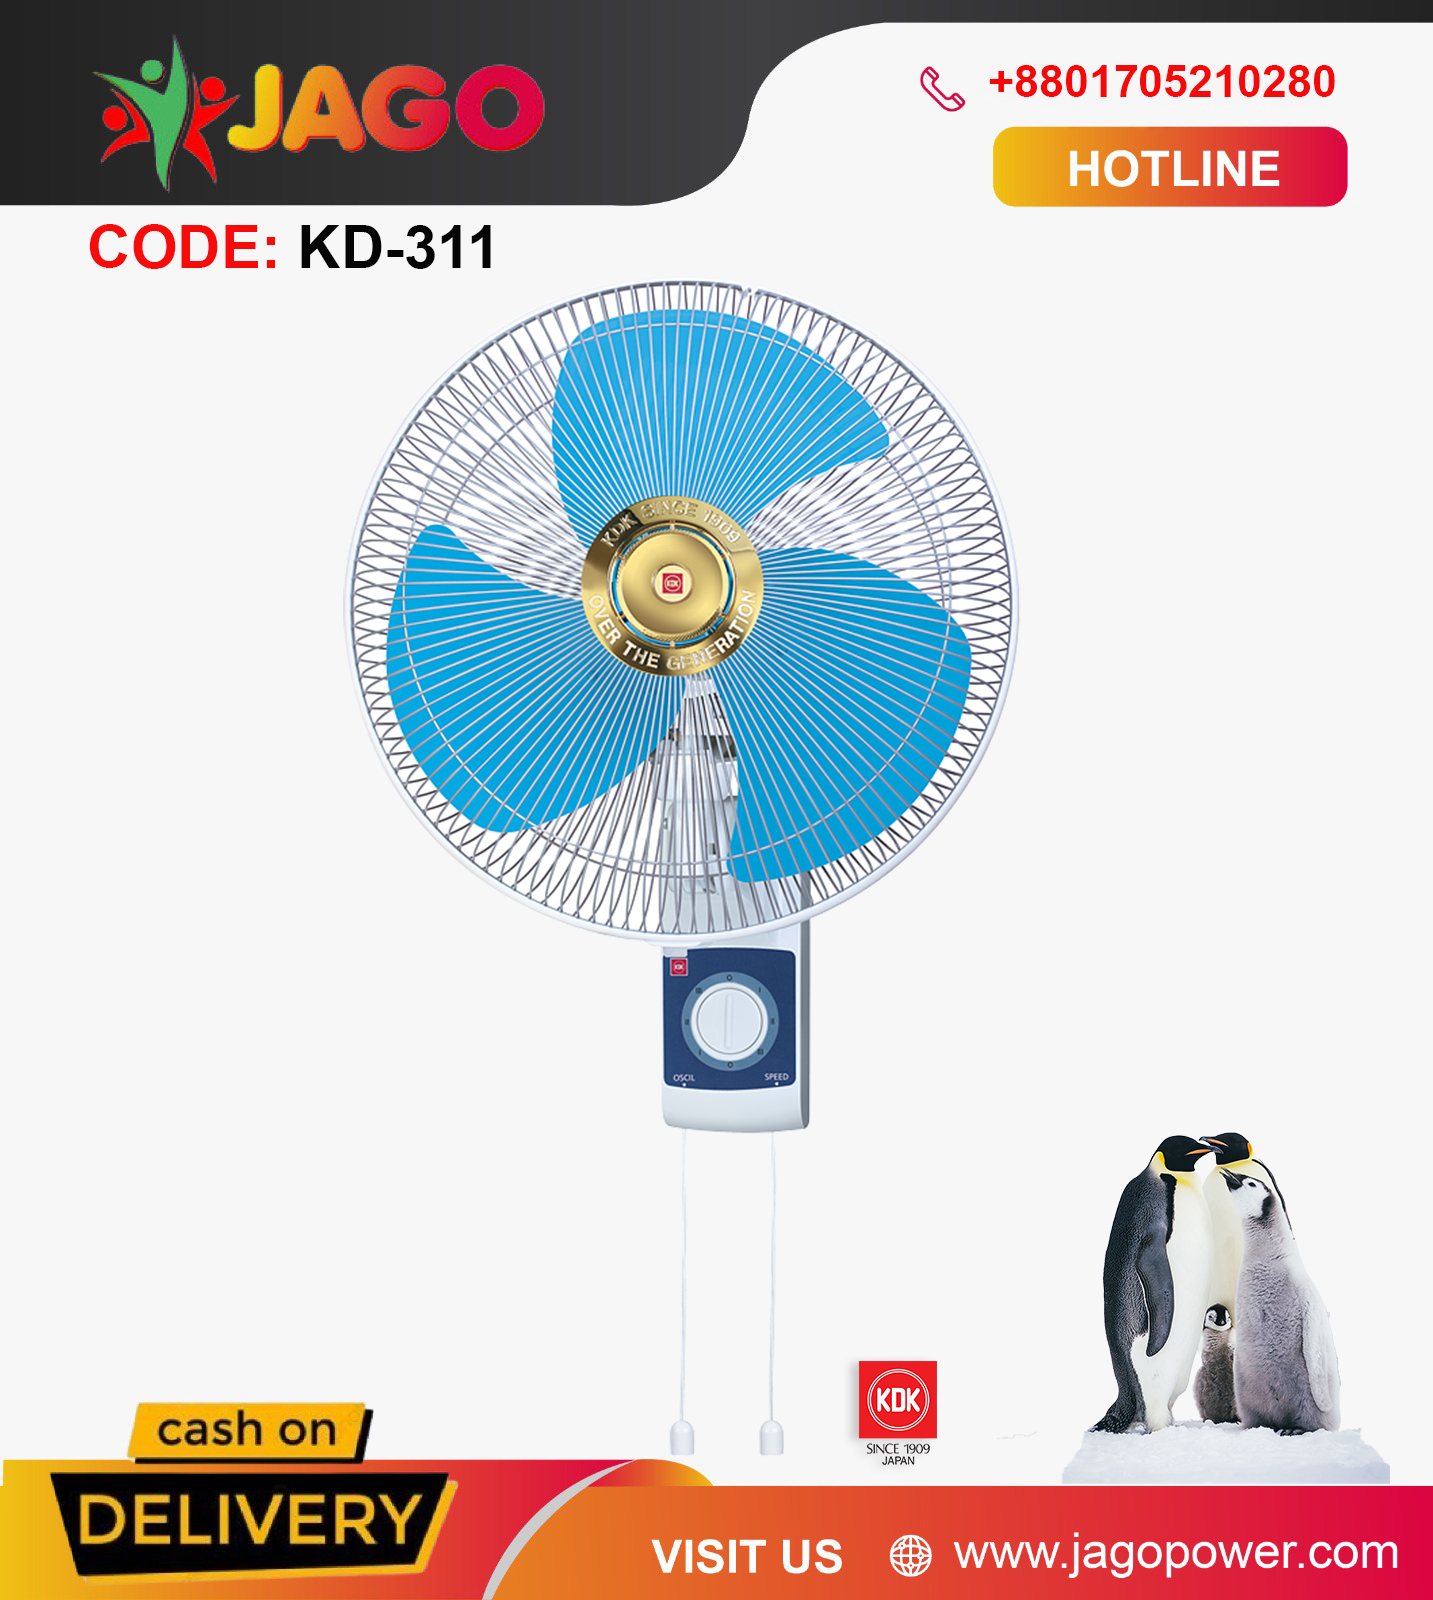 JAGO
+8801705210280
HOTLINE
CODE: KD-311
KDK SINCE 1909
KDK
OVER THE GENERATION
KDK
OSCIL
SPEED
KDK
SINCE 1909
JAPAN
cash on
DELIVERY
VISIT US
www.jagopower.com